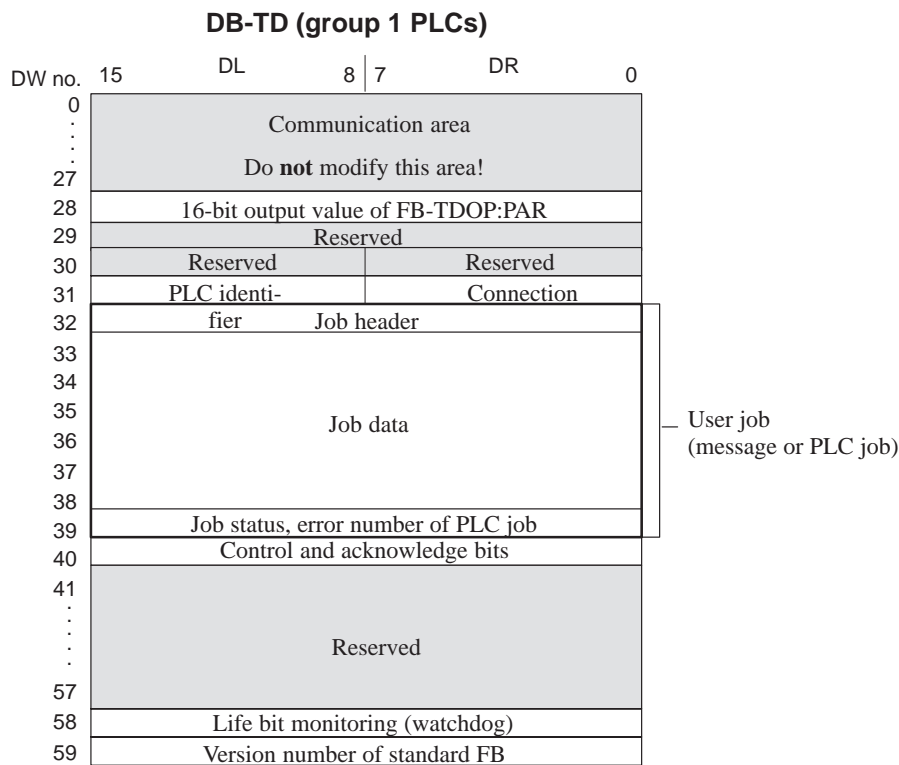 DB-TD (group 1 PLCs)
DW no. 15 DL 8 7 DR 0
0
.
.
.
.
27
Communication area
Do not modify this area!
28 16-bit output value of FB-TDOP:PAR
29 Reserved
30 Reserved Reserved
31 PLC identi- Connection
32 fier Job header
33
34
35
Job data
36
37
38
User job
(message or PLC job)
39 Job status, error number of PLC job
40 Control and acknowledge bits
41
.
.
.
.
Reserved
57
58 Life bit monitoring (watchdog)
59 Version number of standard FB